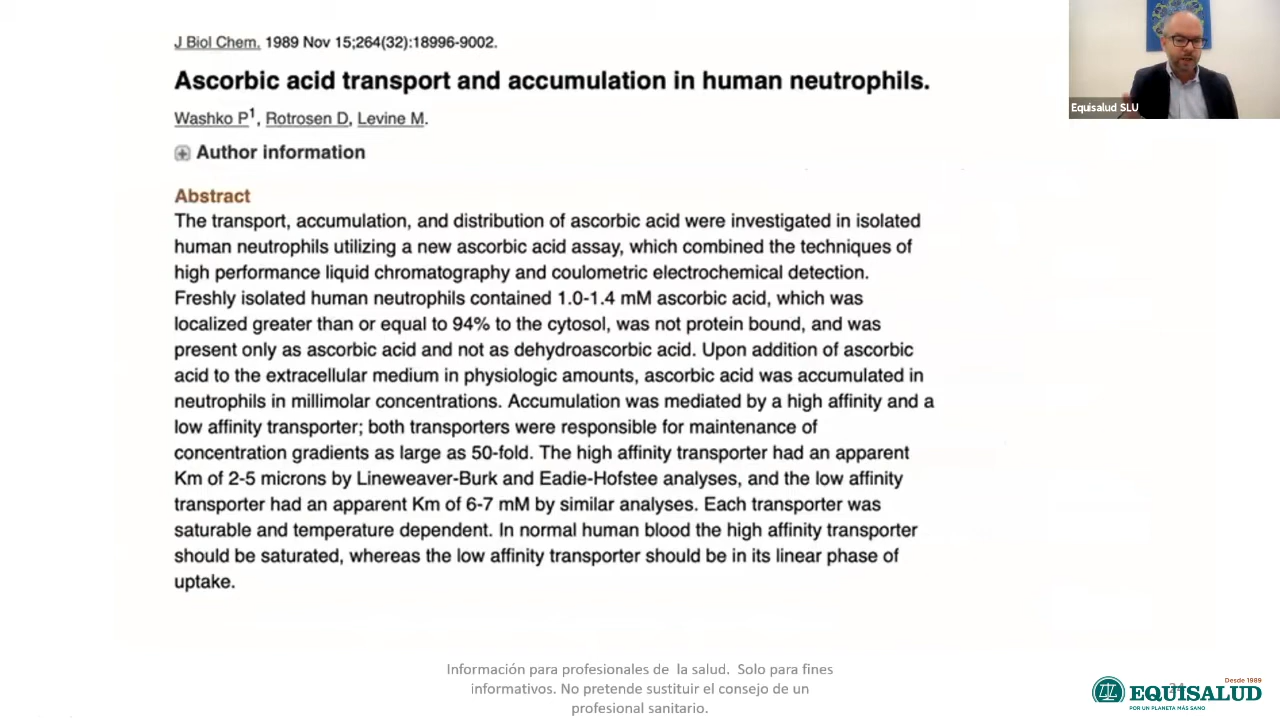 J Biol Chem. 1989 Nov 15;264(32):18996-9002.
Ascorbic acid transport and accumulation in human neutrophils.
Washko P1, Rotrosen D, Levine M.
Author information
Abstract
The transport, accumulation, and distribution of ascorbic acid were investigated in isolated
human neutrophils utilizing a new ascorbic acid assay, which combined the techniques of
high performance liquid chromatography and coulometric electrochemical detection.
Freshly isolated human neutrophils contained 1.0-1.4 mM ascorbic acid, which was
localized greater than or equal to 94% to the cytosol, was not protein bound, and was
present only as ascorbic acid and not as dehydroascorbic acid. Upon addition of ascorbic
acid to the extracellular medium in physiologic amounts, ascorbic acid was accumulated in
neutrophils in millimolar concentrations. Accumulation was mediated by a high affinity and a
low affinity transporter; both transporters were responsible for maintenance of
concentration gradients as large as 50-fold. The high affinity transporter had an apparent
Km of 2-5 microns by Lineweaver-Burk and Eadie-Hofstee analyses, and the low affinity
transporter had an apparent Km of 6-7 mM by similar analyses. Each transporter was
saturable and temperature dependent. In normal human blood the high affinity transporter
should be saturated, whereas the low affinity transporter should be in its linear phase of
uptake.
Equisalud SLU
Información para profesionales de la salud. Solo para fines
informativos. No pretende sustituir el consejo de un
profesional sanitario.
Desde 1989
EQUISALUD
POR UN PLANETA MÁS SANO